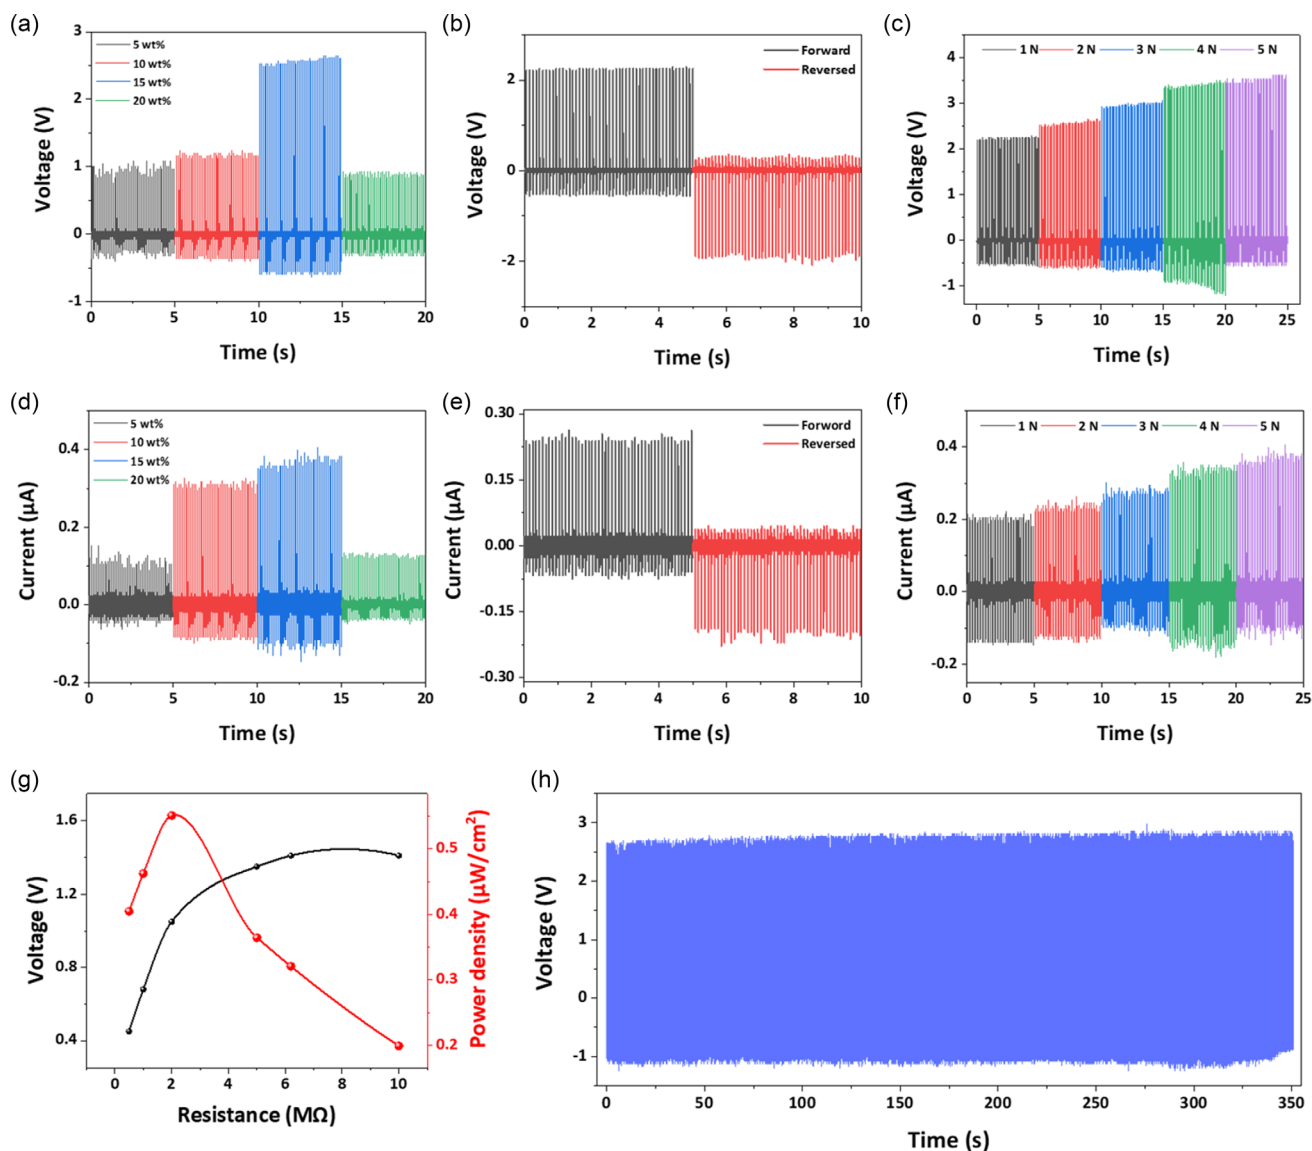 (a)
3
2
1
0
-1
Voltage (V)
5 wt%
10 wt%
15 wt%
20 wt%
0 5 10 15 20
Time (s)
(b)
2
0
-2
Voltage (V)
Forward
Reversed
0 2 4 6 8 10
Time (s)
(c)
4
3
2
1
0
-1
Voltage (V)
1 N 2 N 3 N 4 N 5 N
0 5 10 15 20 25
Time (s)
(d)
0.4
0.2
0.0
-0.2
Current (μA)
5 wt%
10 wt%
15 wt%
20 wt%
0 5 10 15 20
Time (s)
(e)
0.30
0.15
0.00
-0.15
-0.30
Current (μA)
Forword
Reversed
0 2 4 6 8 10
Time (s)
(f)
0.4
0.2
0.0
-0.2
Current (μA)
1 N 2 N 3 N 4 N 5 N
0 5 10 15 20 25
Time (s)
(g)
1.6
1.2
0.8
0.4
Voltage (V)
0.5
0.4
0.3
0.2
Power density (μW/cm²)
0 2 4 6 8 10
Resistance (MΩ)
(h)
3
2
1
0
-1
Voltage (V)
0 50 100 150 200 250 300 350
Time (s)